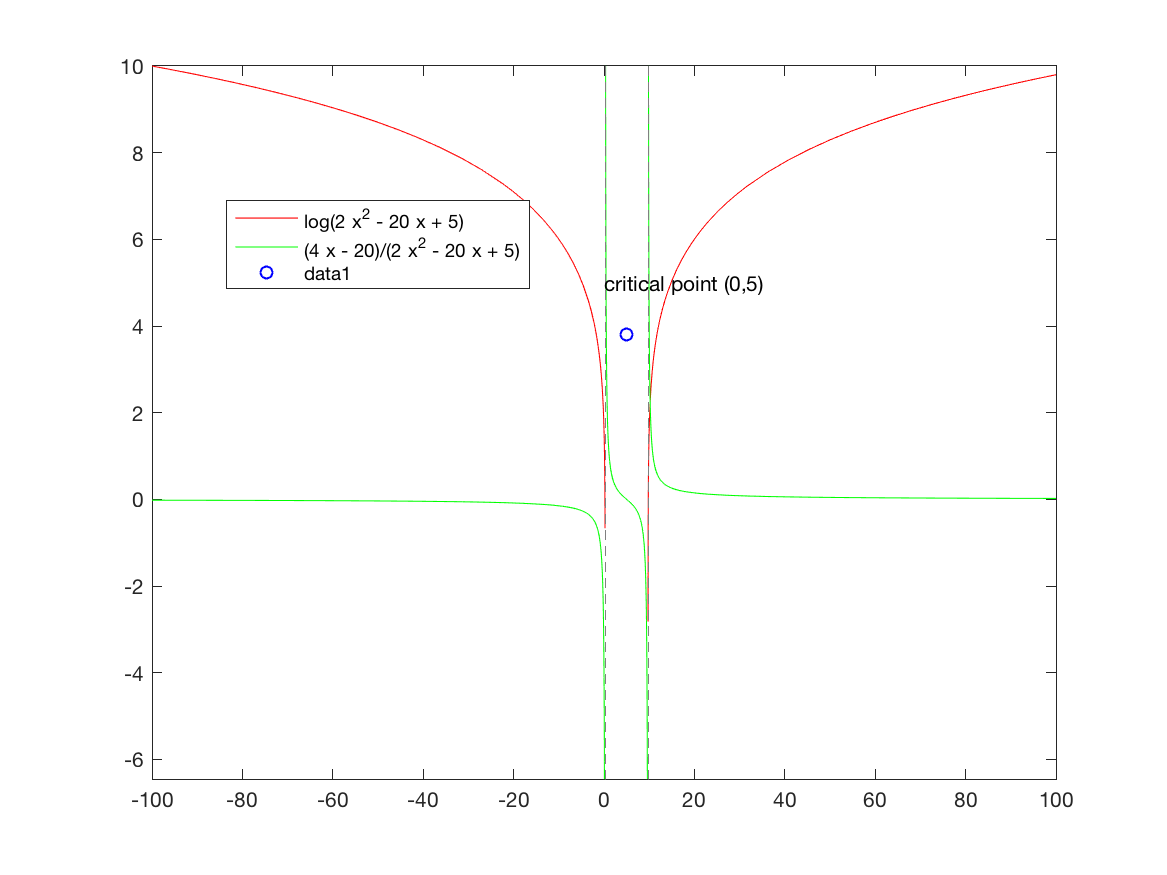 10
8
6
4
2
0
-2
-4
-6
log(2 x² - 20 x + 5)
(4 x - 20)/(2 x² - 20 x + 5)
data1
critical point (0,5)
-100 -80 -60 -40 -20 0 20 40 60 80 100